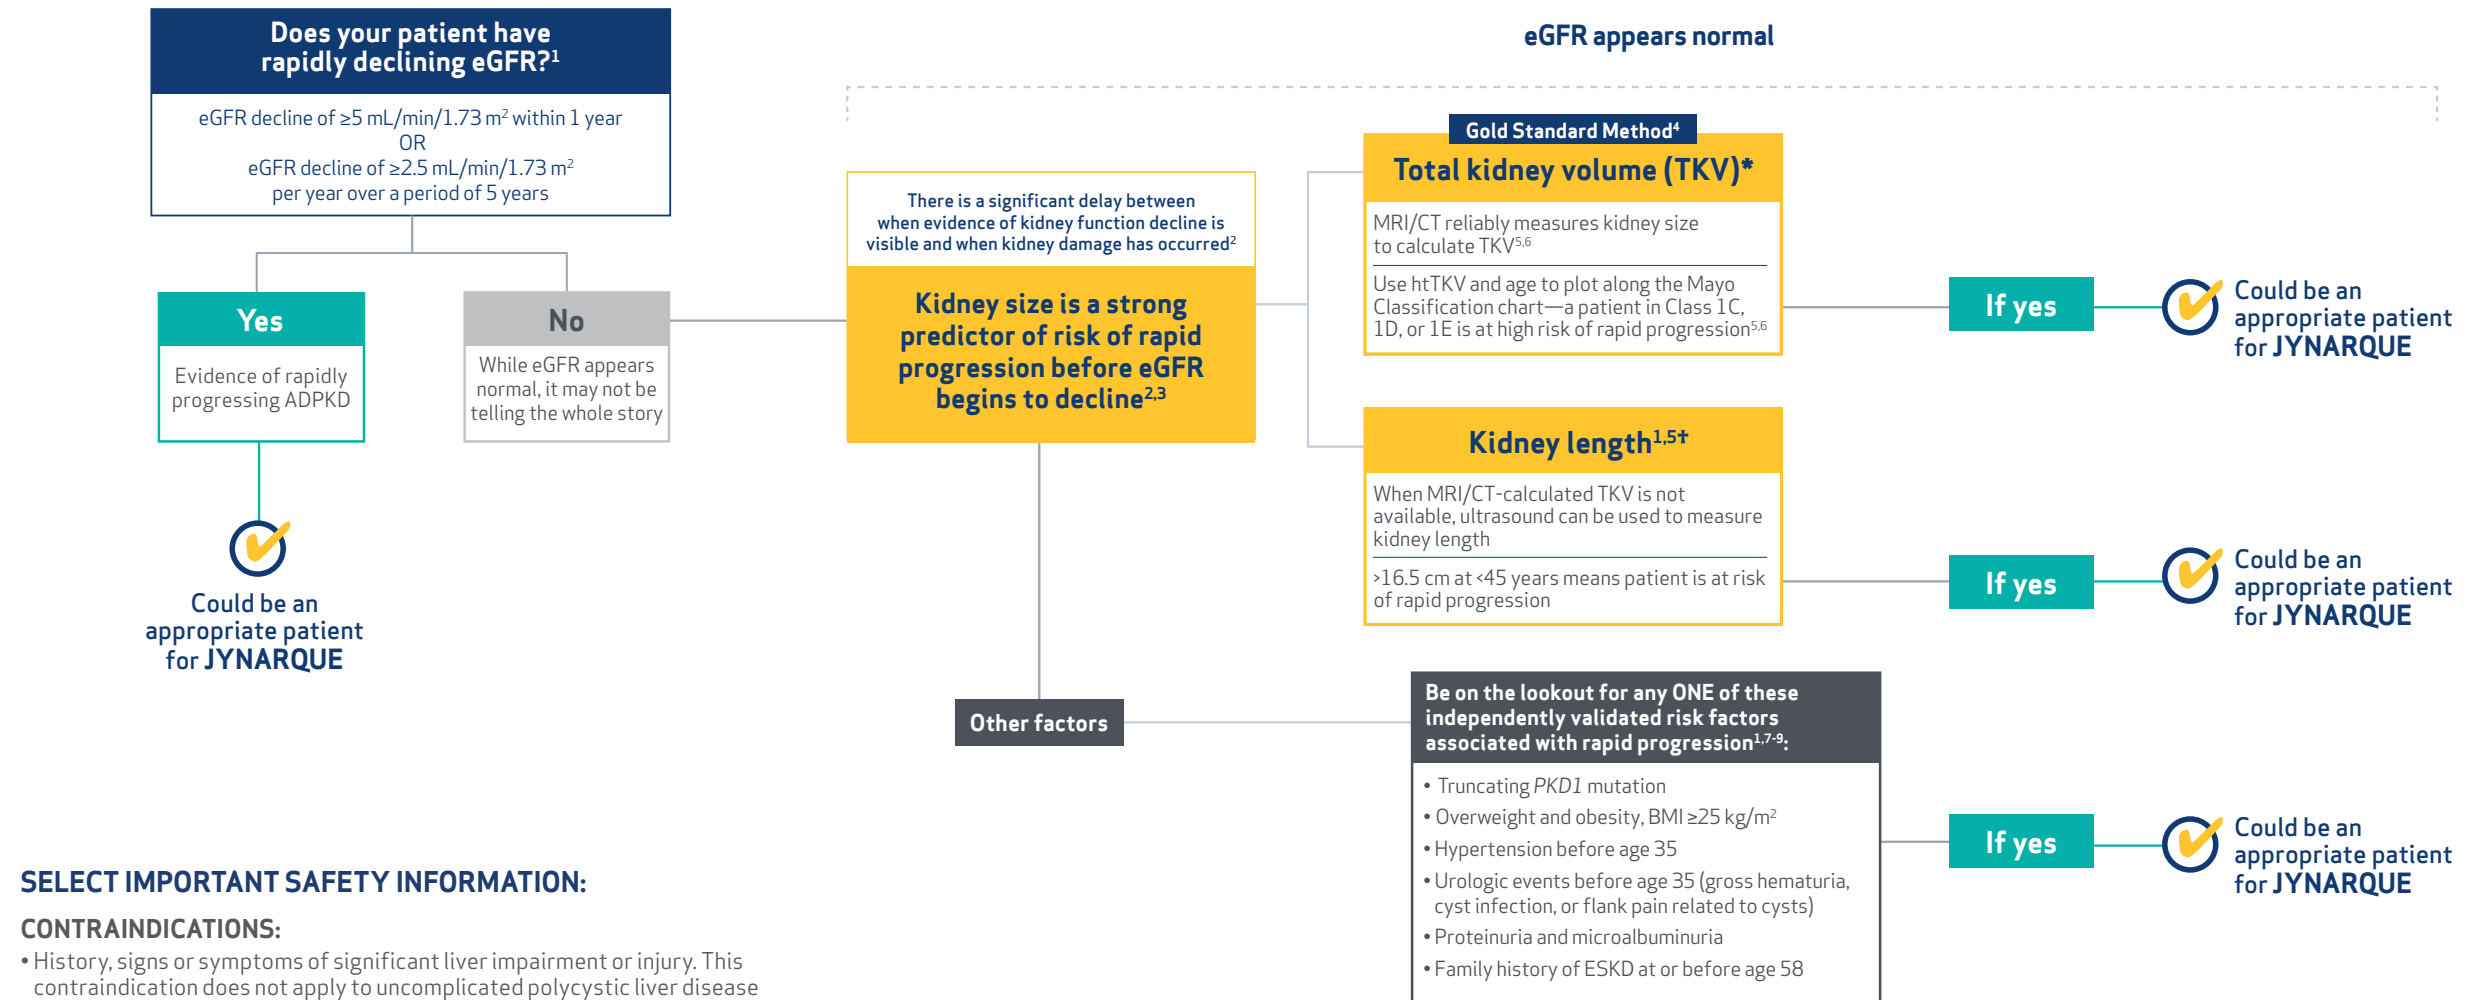 Does your patient have
rapidly declining eGFR?1
eGFR decline of ≥5 mL/min/1.73 m2 within 1 year
OR
eGFR decline of ≥2.5 mL/min/1.73 m2
per year over a period of 5 years
Yes
Evidence of rapidly
progressing ADPKD
Could be an
appropriate patient
for JYNARQUE
No
While eGFR appears
normal, it may not be
telling the whole story
eGFR appears normal
There is a significant delay between
when evidence of kidney function decline is
visible and when kidney damage has occurred2
Kidney size is a strong
predictor of risk of rapid
progression before eGFR
begins to decline2,3
Gold Standard Method4
Total kidney volume (TKV)*
MRI/CT reliably measures kidney size
to calculate TKV5,6
Use htTKV and age to plot along the Mayo
Classification chart—a patient in Class 1C,
1D, or 1E is at high risk of rapid progression5,6
If yes
Could be an
appropriate patient
for JYNARQUE
Kidney length1,5†
When MRI/CT-calculated TKV is not
available, ultrasound can be used to measure
kidney length
>16.5 cm at <45 years means patient is at risk
of rapid progression
If yes
Could be an
appropriate patient
for JYNARQUE
Other factors
Be on the lookout for any ONE of these
independently validated risk factors
associated with rapid progression1,7-9:
• Truncating PKD1 mutation
• Overweight and obesity, BMI ≥25 kg/m2
• Hypertension before age 35
• Urologic events before age 35 (gross hematuria,
cyst infection, or flank pain related to cysts)
• Proteinuria and microalbuminuria
• Family history of ESKD at or before age 58
If yes
Could be an
appropriate patient
for JYNARQUE
SELECT IMPORTANT SAFETY INFORMATION:
CONTRAINDICATIONS:
• History, signs or symptoms of significant liver impairment or injury. This
contraindication does not apply to uncomplicated polycystic liver disease